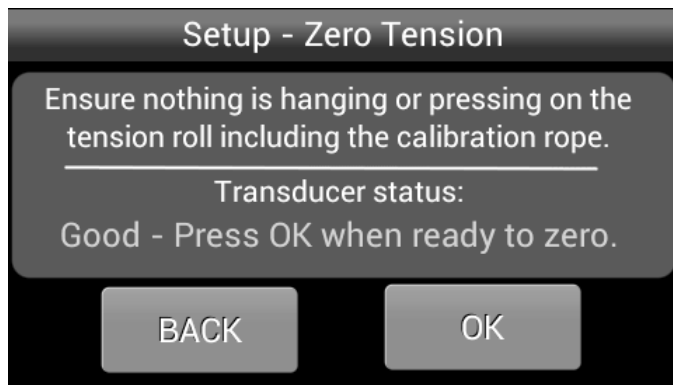 Setup - Zero Tension
Ensure nothing is hanging or pressing on the
tension roll including the calibration rope.
Transducer status:
Good - Press OK when ready to zero.
BACK
OK